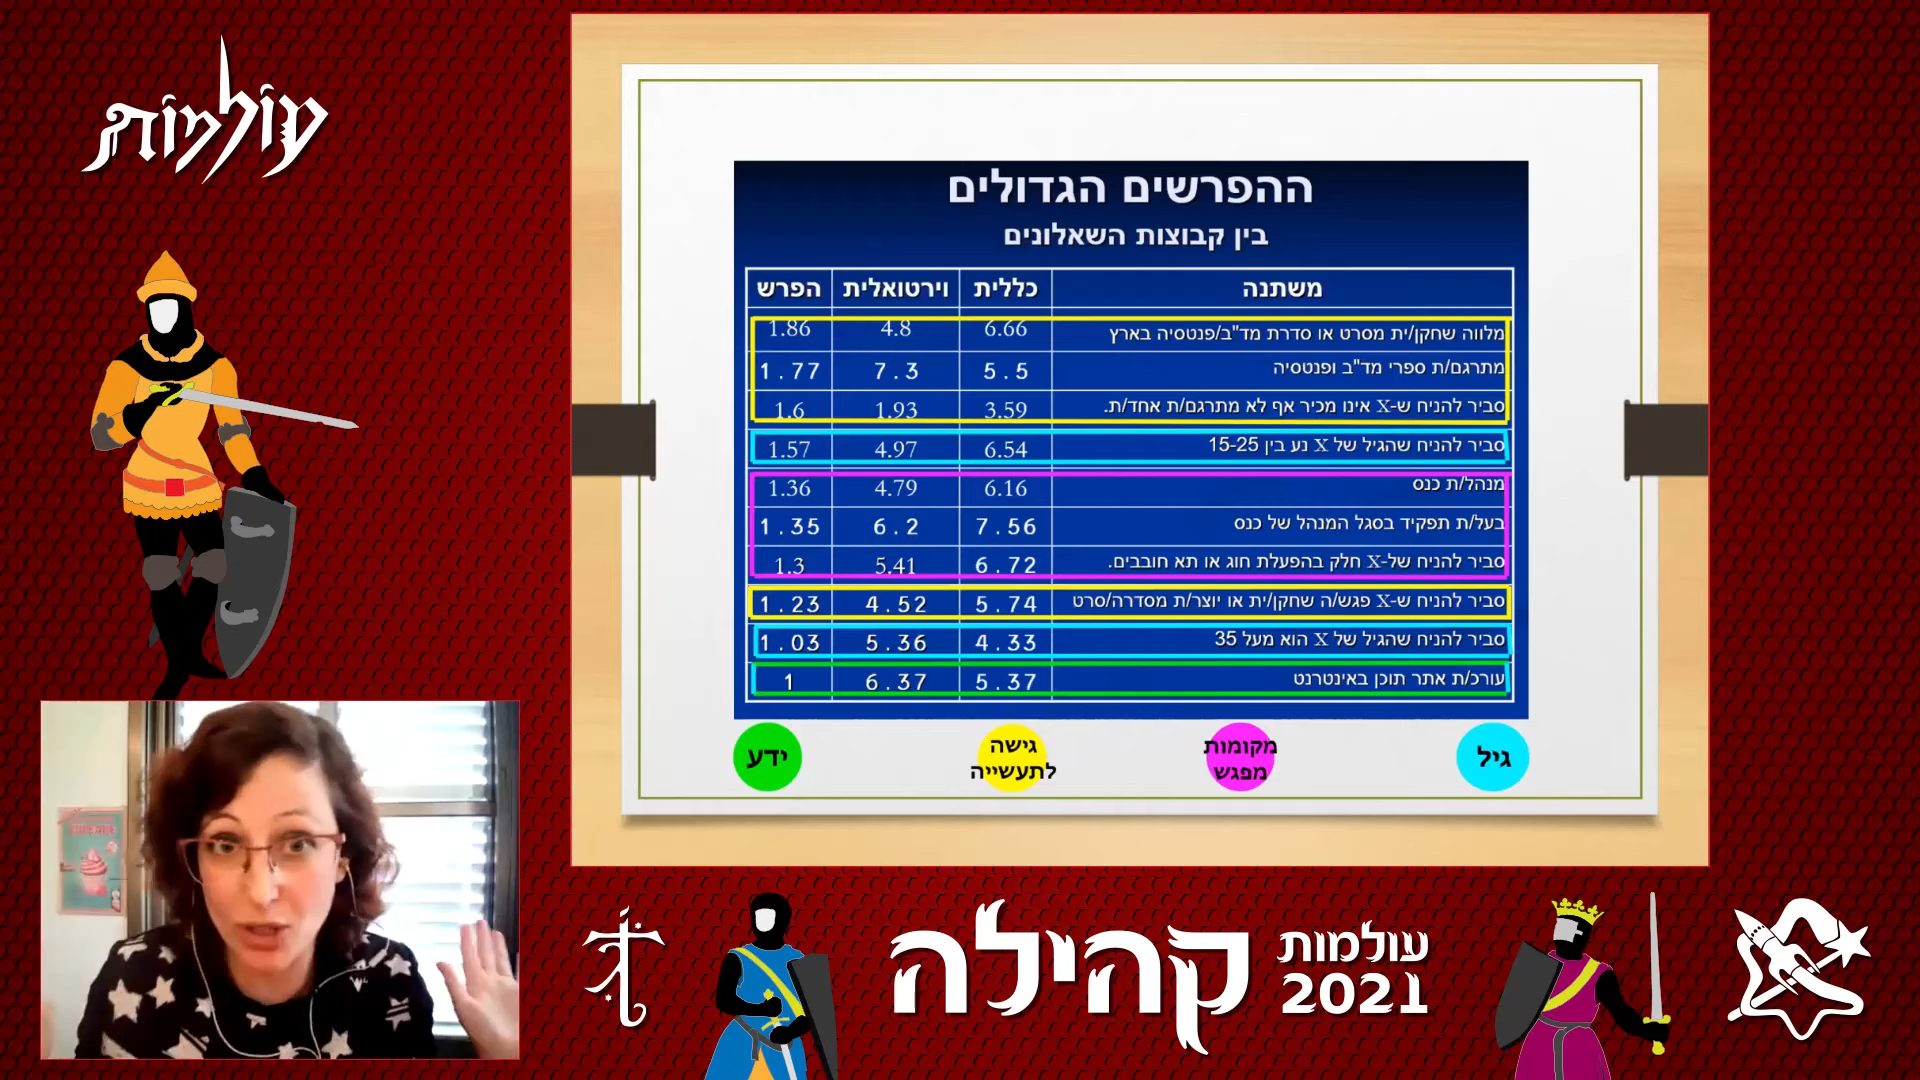 עולמות
ההפרשים הגדולים
בין קבוצות השאלונים
משתנה כללית וירטואלית הפרש
מלווה שחקן/ית מסרט או סדרת מד"ב/פנטסיה בארץ 6.66 4.8 1.86
מתרגם/ת ספרי מד"ב ופנטסיה 5.5 7.3 1.77
סביר להניח ש-X אינו מכיר אף לא מתרגם/ת אחד/ת. 3.59 1.93 1.6
סביר להניח שהגיל של X נע בין 15-25 6.54 4.97 1.57
מנהל/ת כנס 6.16 4.79 1.36
בעל/ת תפקיד בסגל המנהל של כנס 7.56 6.2 1.35
סביר להניח של-X חלק בהפעלת חוג או תא חובבים. 6.72 5.41 1.3
סביר להניח ש-X פגש/ה שחקן/ית או יוצר/ת מסדרה/סרט 5.74 4.52 1.23
סביר להניח שהגיל של X הוא מעל 35 4.33 5.36 1.03
עורכ/ת אתר תוכן באינטרנט 5.37 6.37 1
גיל
מקומות
מפגש
גישה
לתעשייה
ידע
עולמות
2021
קהילה